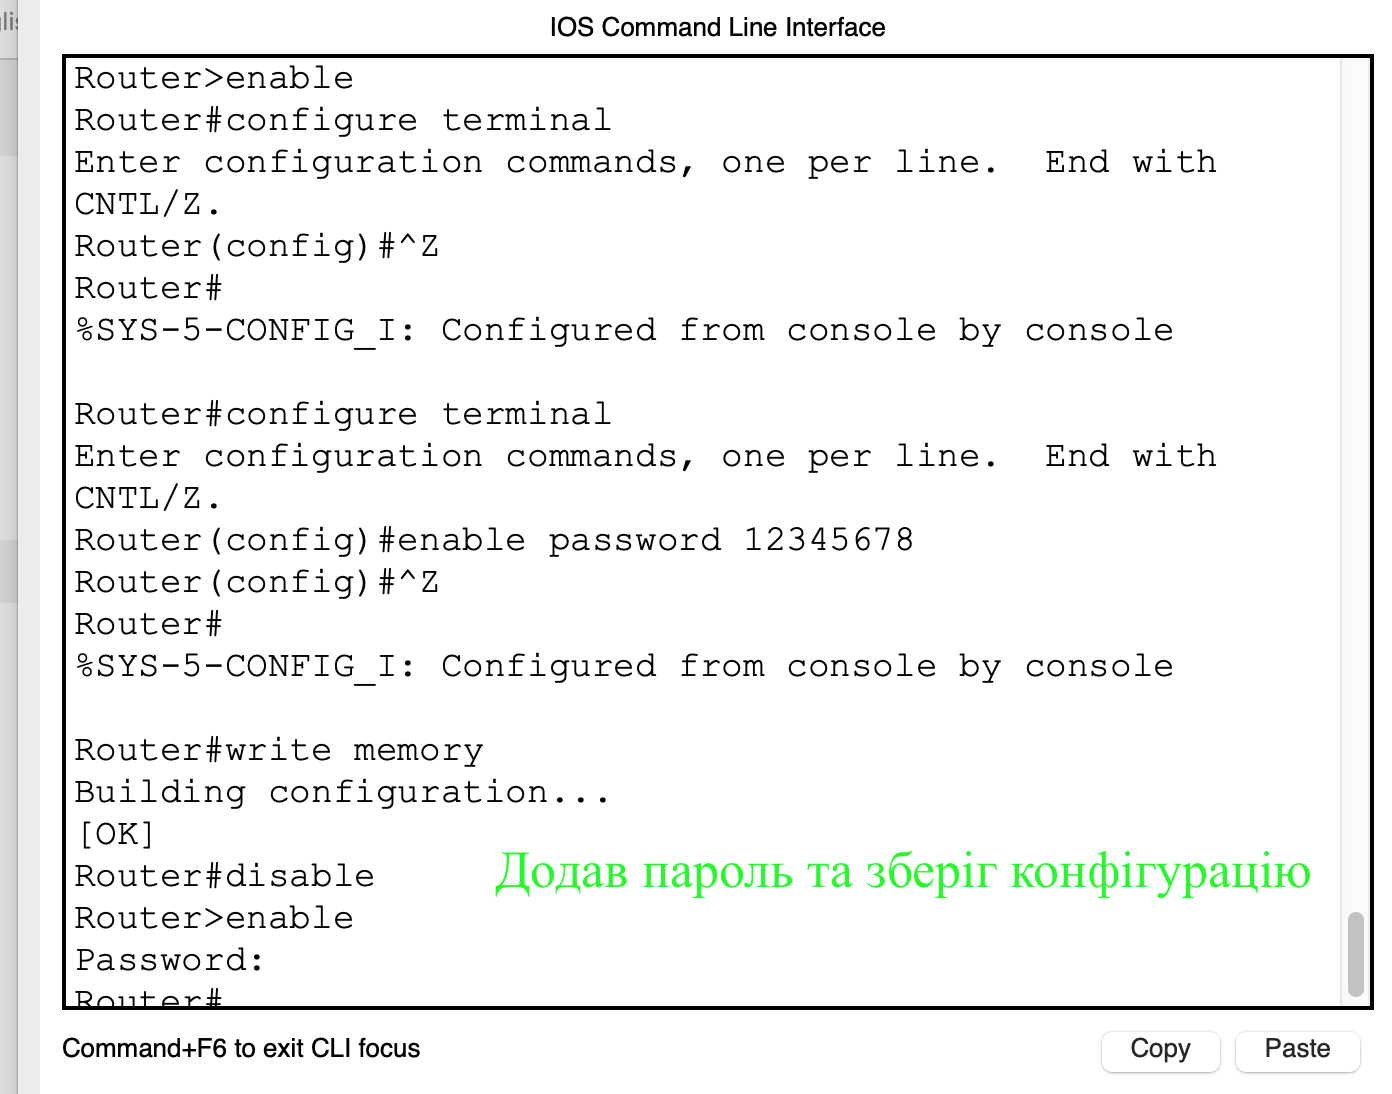 IOS Command Line Interface
Router>enable
Router#configure terminal
Enter configuration commands, one per line.  End with
CNTL/Z.
Router(config)#^Z
Router#
%SYS-5-CONFIG_I: Configured from console by console
Router#configure terminal
Enter configuration commands, one per line.  End with
CNTL/Z.
Router(config)#enable password 12345678
Router(config)#^Z
Router#
%SYS-5-CONFIG_I: Configured from console by console
Router#write memory
Building configuration...
[OK]
Router#disable
Додав пароль та зберіг конфігурацію
Router>enable
Password:
Router#
Command+F6 to exit CLI focus
Copy
Paste